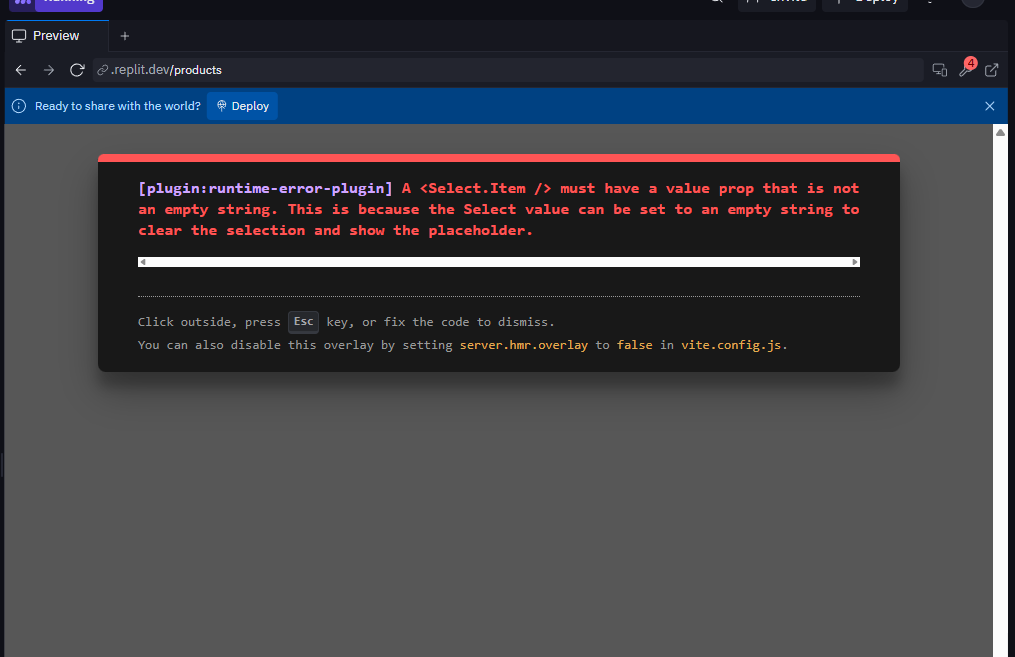 Running
Invite
Deploy
Preview
.replit.dev/products
4
Ready to share with the world?
Deploy
[plugin:runtime-error-plugin] A <Select.Item /> must have a value prop that is not
an empty string. This is because the Select value can be set to an empty string to
clear the selection and show the placeholder.
Click outside, press Esc key, or fix the code to dismiss.
You can also disable this overlay by setting server.hmr.overlay to false in vite.config.js.